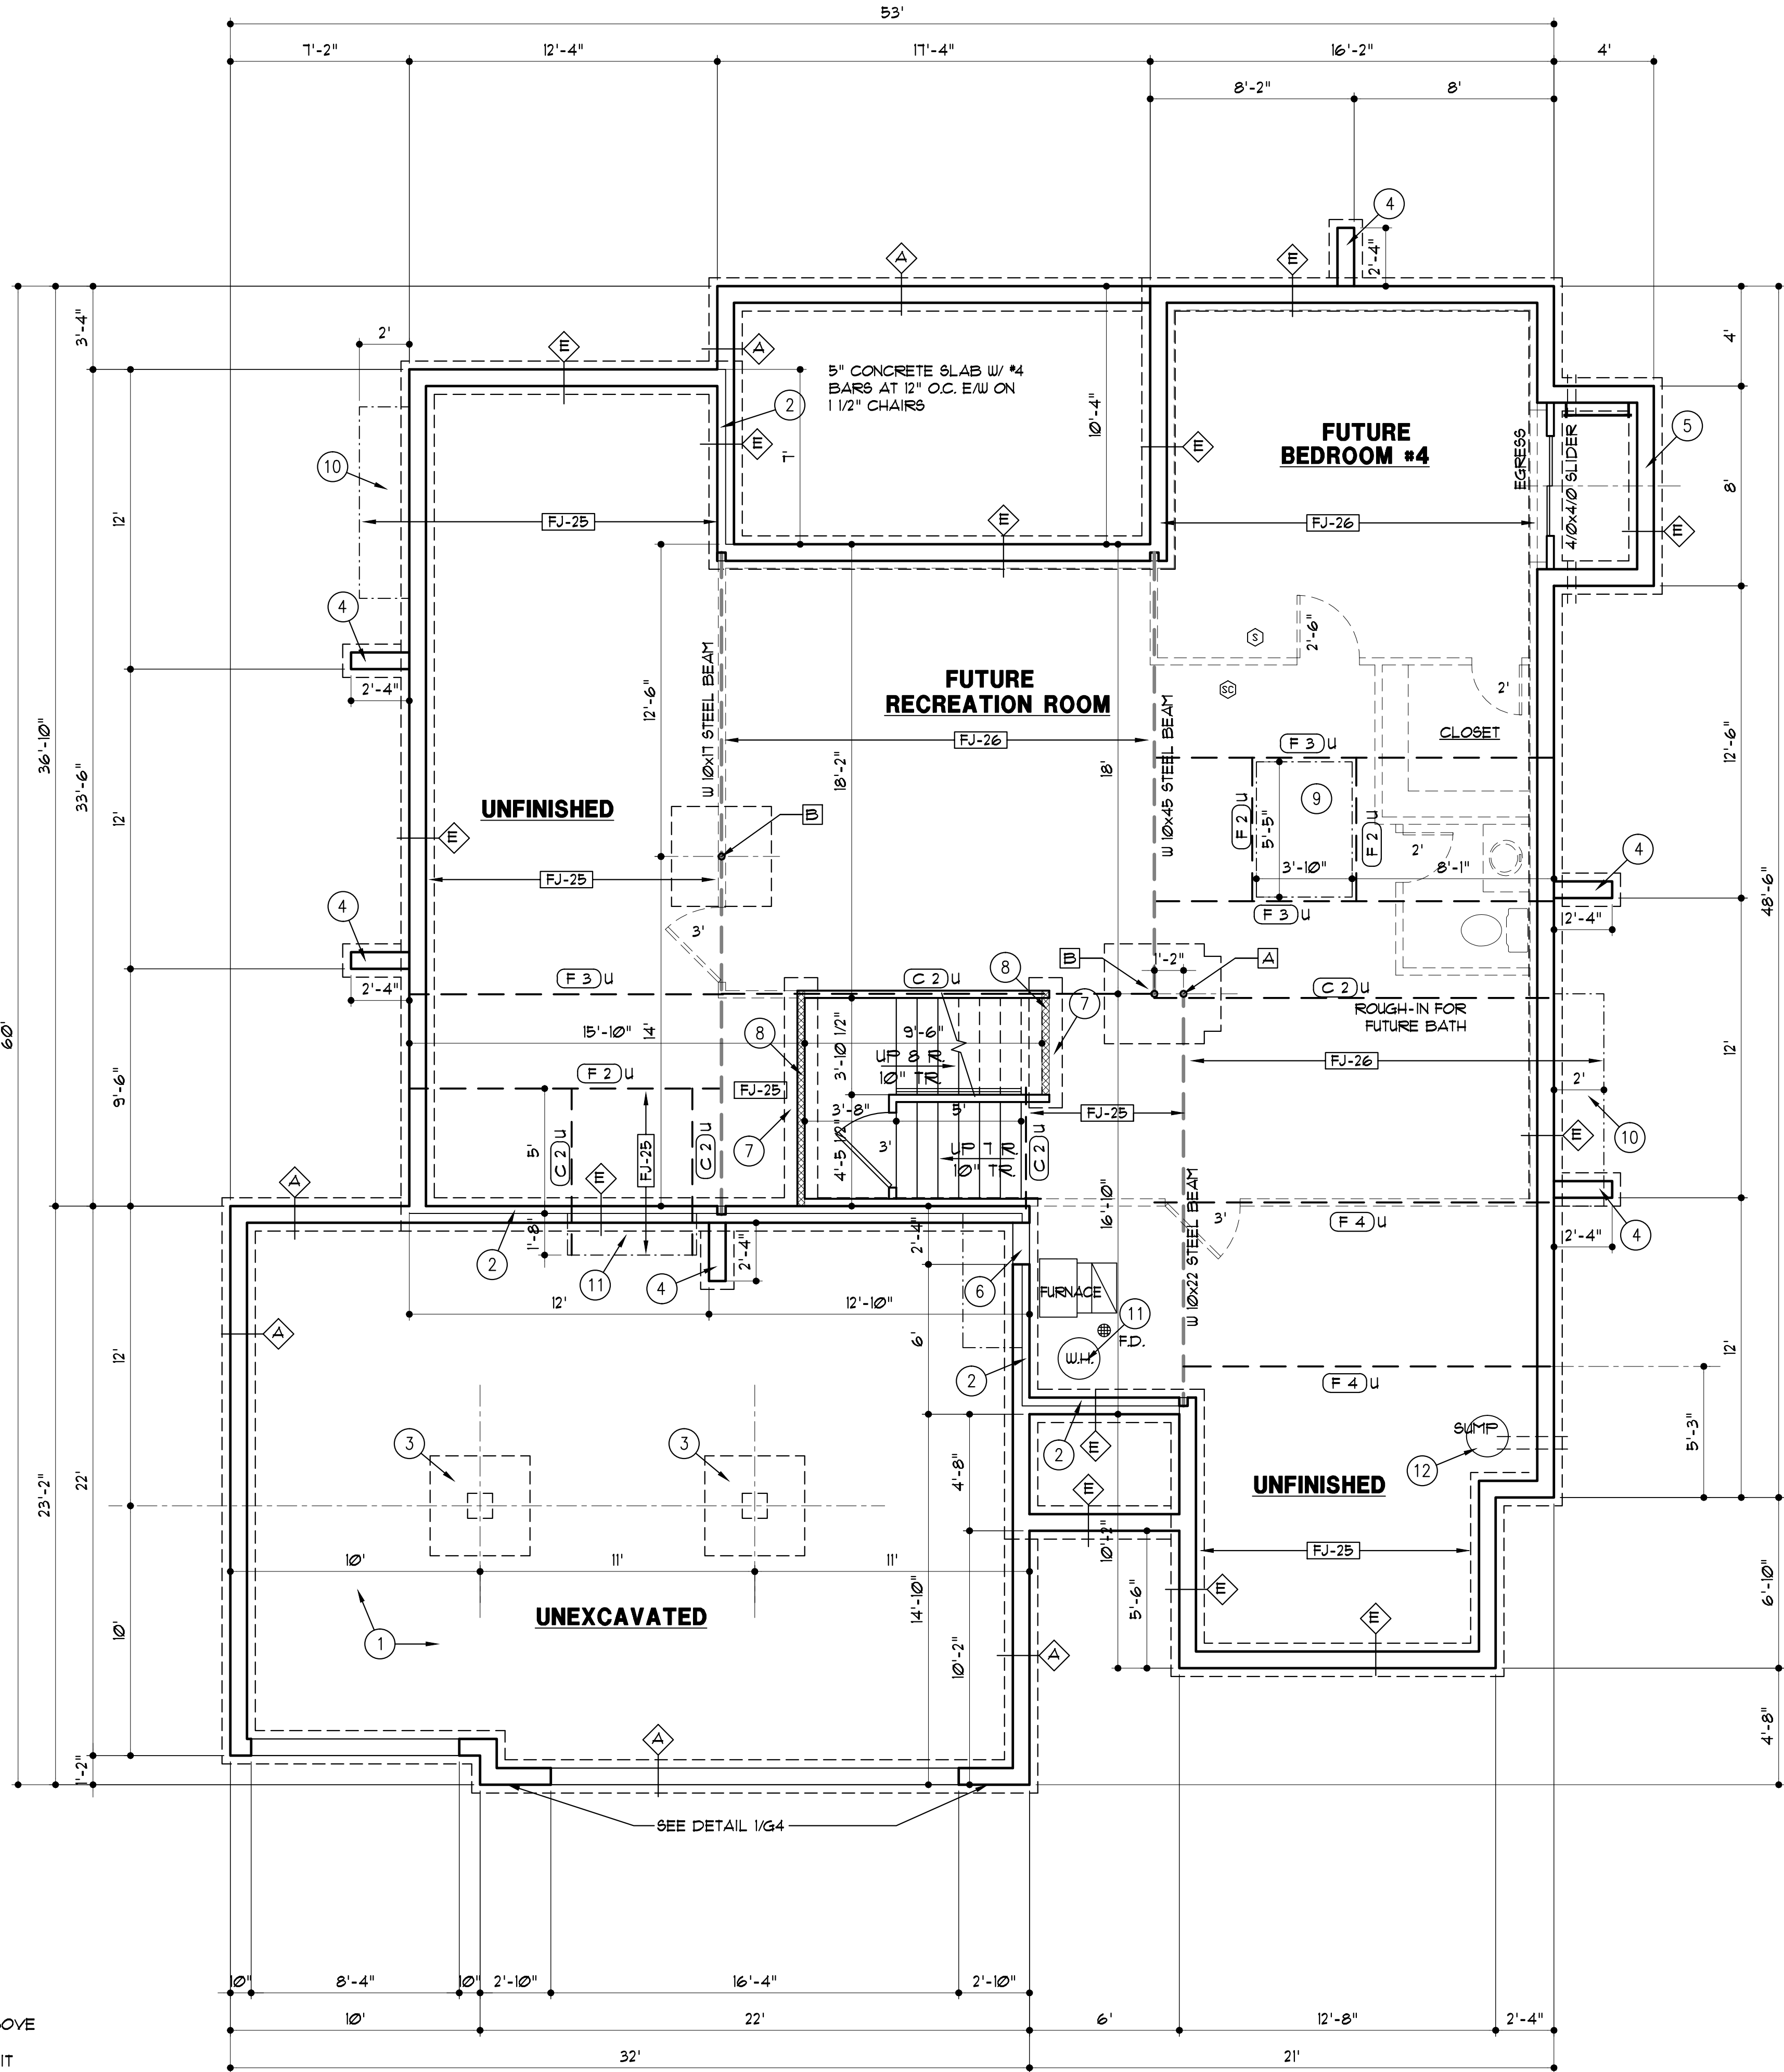 53'
7'-2"
12'-4"
17'-4"
16'-2"
4'
8'-2"
8'
4
2'-4"
A
E
3'-4"
2'
E
A
4'
5" CONCRETE SLAB W/ #4
BARS AT 12" O.C. E/W ON
1 1/2" CHAIRS
2
10'-4"
FUTURE
BEDROOM #4
EGRESS
4/0x4/0 SLIDER
5
E
7'
E
10
8'
12'
FJ-25
E
FJ-26
E
4
2'-4"
12'-6"
W 10x17 STEEL BEAM
FUTURE
RECREATION ROOM
S
2'-6"
SC
2'
CLOSET
36'-10"
33'-6"
FJ-26
18'-2"
18'
W 10x45 STEEL BEAM
F 3 u
12'-6"
UNFINISHED
12'
E
B
F 2 u
5'-5"
9
F 2 u
3'-10"
2'
8'-1"
4
48'-6"
FJ-25
4
F 3 u
2'-4"
3'
2'-4"
F 3 u
C 2 u
8
B
1'-2"
A
C 2 u
7
ROUGH-IN FOR
FUTURE BATH
60'
15'-10"
14'
8
3'-10 1/2"
9'-6"
UP 8 R.
10" TR.
FJ-26
12'
9'-6"
F 2 u
FJ-25
2'
3'-8"
5'
FJ-25
5'
C 2 u
FJ-25
C 2 u
7
4'-5 1/2"
3'
UP 7 R.
10" TR.
C 2 u
E
10
A
E
4
16'-10"
W 10x22 STEEL BEAM
3'
F 4 u
2'-4"
1'-8"
2
11
4
2'-4"
2'-4"
6
FURNACE
11
12'
12'-10"
A
F.D.
6'
W.H.
12'
12'
2
F 4 u
3
3
2
E
SUMP
12
5'-3"
23'-2"
22'
4'-8"
E
UNFINISHED
10'-2"
10'
11'
11'
FJ-25
E
5'-6"
6'-10"
14'-10"
UNEXCAVATED
E
1
10'
10'-2"
A
A
4'-8"
1'-2"
SEE DETAIL 1/G4
10"
8'-4"
10"
2'-10"
16'-4"
2'-10"
10'
22'
6'
12'-8"
2'-4"
OVE
IT
32'
21'